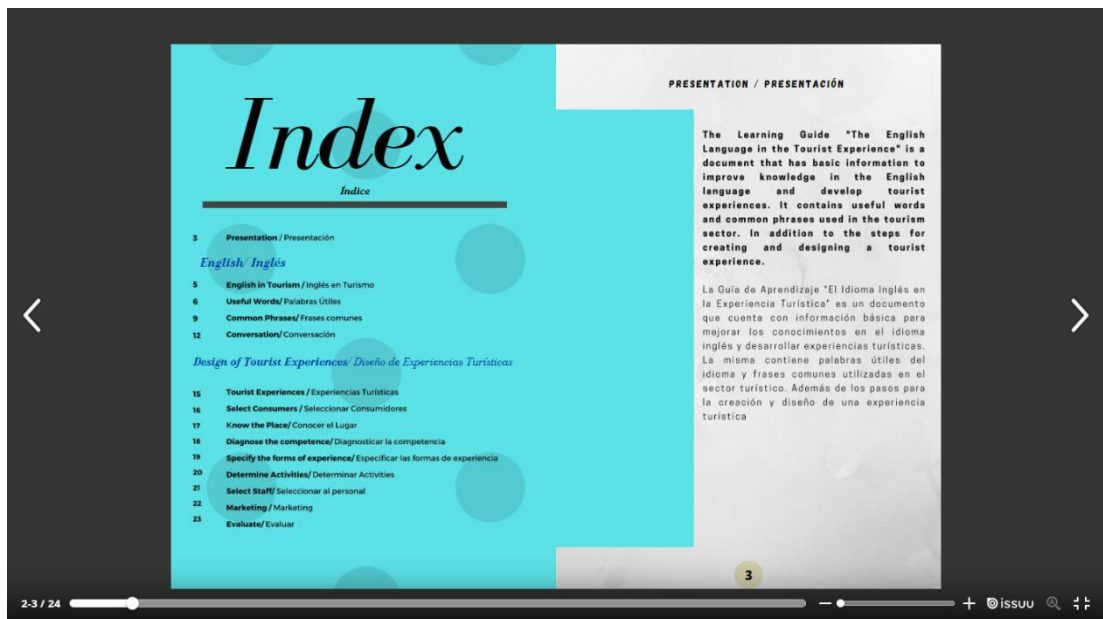 Index
Índice
3 Presentation / Presentación
English/ Inglés
5 English in Tourism / Inglés en Turismo
6 Useful Words/ Palabras Útiles
9 Common Phrases/ Frases comunes
12 Conversation/ Conversación
Design of Tourist Experiences/ Diseño de Experiencias Turísticas
15 Tourist Experiences / Experiencias Turísticas
16 Select Consumers / Seleccionar Consumidores
17 Know the Place/ Conocer el Lugar
18 Diagnose the competence/ Diagnosticar la competencia
19 Specify the forms of experience/ Especificar las formas de experiencia
20 Determine Activities/ Determinar Activities
21 Select Staff/ Seleccionar al personal
22 Marketing / Marketing
23 Evaluate/ Evaluar
PRESENTATION / PRESENTACIÓN
The Learning Guide "The English
Language in the Tourist Experience" is a
document that has basic information to
improve knowledge in the English
language and develop tourist
experiences. It contains useful words
and common phrases used in the tourism
sector. In addition to the steps for
creating and designing a tourist
experience.
La Guía de Aprendizaje "El Idioma Inglés en
la Experiencia Turística" es un documento
que cuenta con información básica para
mejorar los conocimientos en el idioma
inglés y desarrollar experiencias turísticas.
La misma contiene palabras útiles del
idioma y frases comunes utilizadas en el
sector turístico. Además de los pasos para
la creación y diseño de una experiencia
turística
3
2-3 / 24
issuu